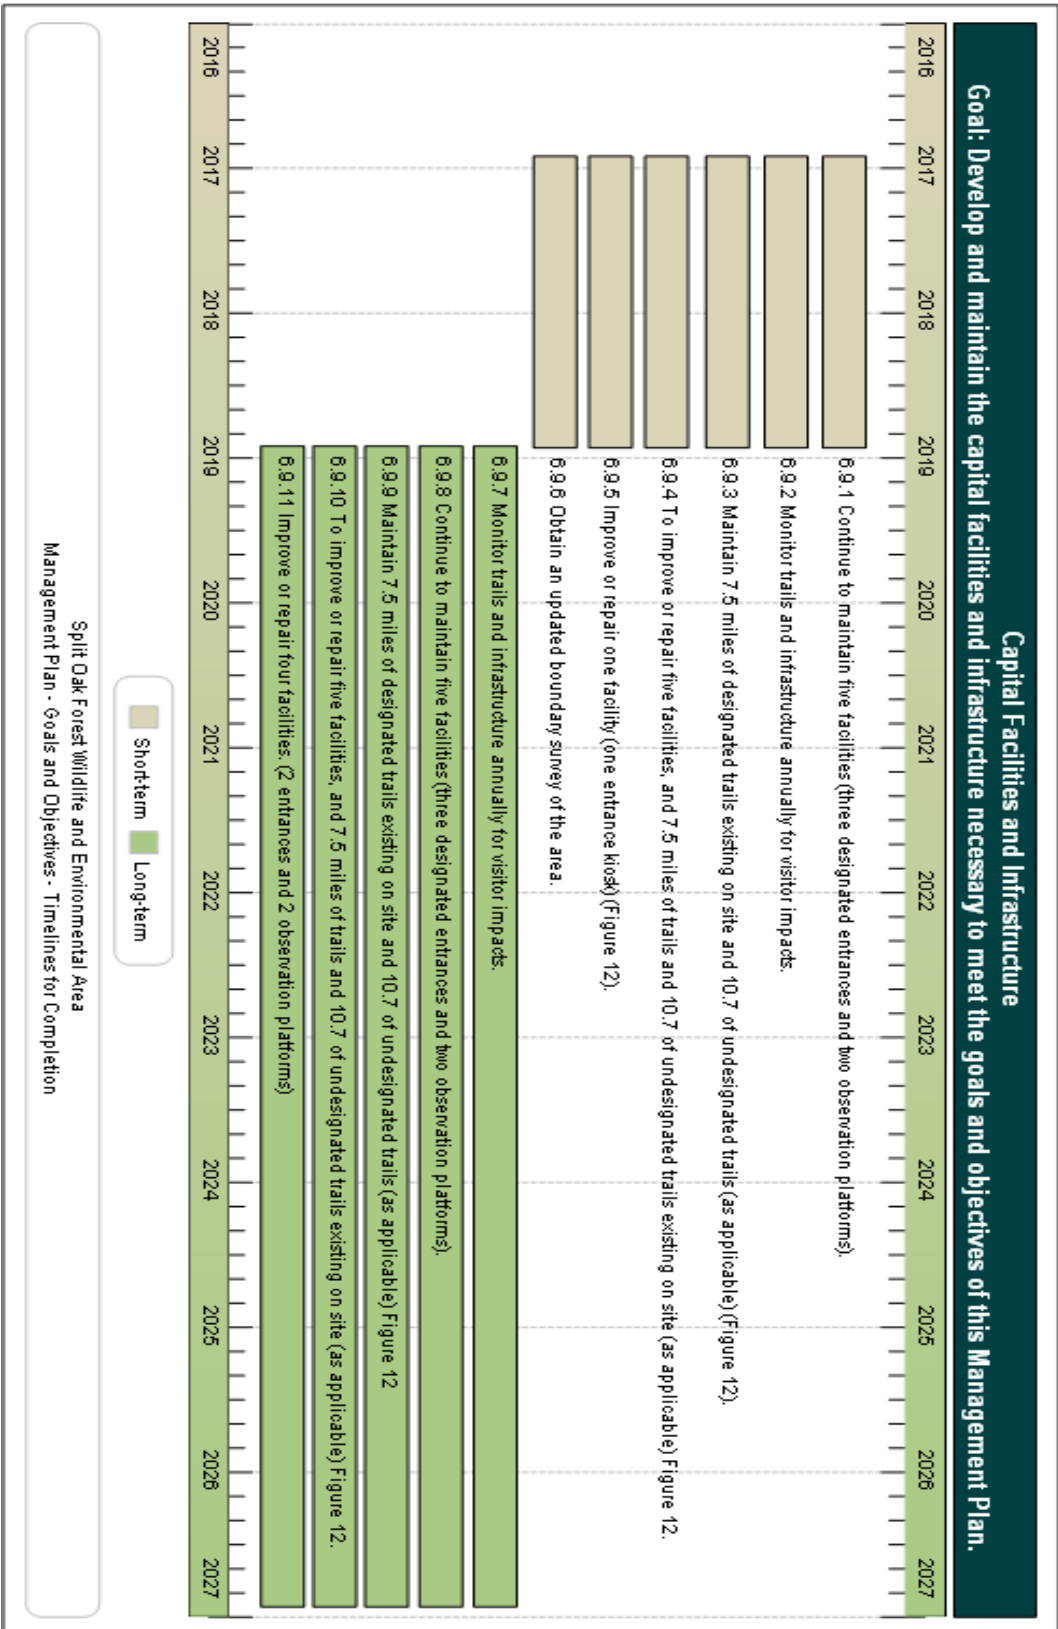 Capital Facilities and Infrastructure
Goal: Develop and maintain the capital facilities and infrastructure necessary to meet the goals and objectives of this Management Plan.
2016 2017 2018 2019 2020 2021 2022 2023 2024 2025 2026 2027
6.9.1 Continue to maintain five facilities (three designated entrances and two observation platforms).
6.9.2 Monitor trails and infrastructure annually for visitor impacts.
6.9.3 Maintain 7.5 miles of designated trails existing on site and 10.7 of undesignated trails (as applicable) (Figure 12).
6.9.4 To improve or repair five facilities, and 7.5 miles of trails and 10.7 of undesignated trails existing on site (as applicable) Figure 12.
6.9.5 Improve or repair one facility (one entrance kiosk) (Figure 12).
6.9.6 Obtain an updated boundary survey of the area.
6.9.7 Monitor trails and infrastructure annually for visitor impacts.
6.9.8 Continue to maintain five facilities (three designated entrances and two observation platforms).
6.9.9 Maintain 7.5 miles of designated trails existing on site and 10.7 of undesignated trails (as applicable) Figure 12
6.9.10 To improve or repair five facilities, and 7.5 miles of trails and 10.7 of undesignated trails existing on site (as applicable) Figure 12.
6.9.11 Improve or repair four facilities. (2 entrances and 2 observation platforms)
2016 2017 2018 2019 2020 2021 2022 2023 2024 2025 2026 2027
Short-term Long-term
Split Oak Forest Wildlife and Environmental Area
Management Plan - Goals and Objectives - Timelines for Completion